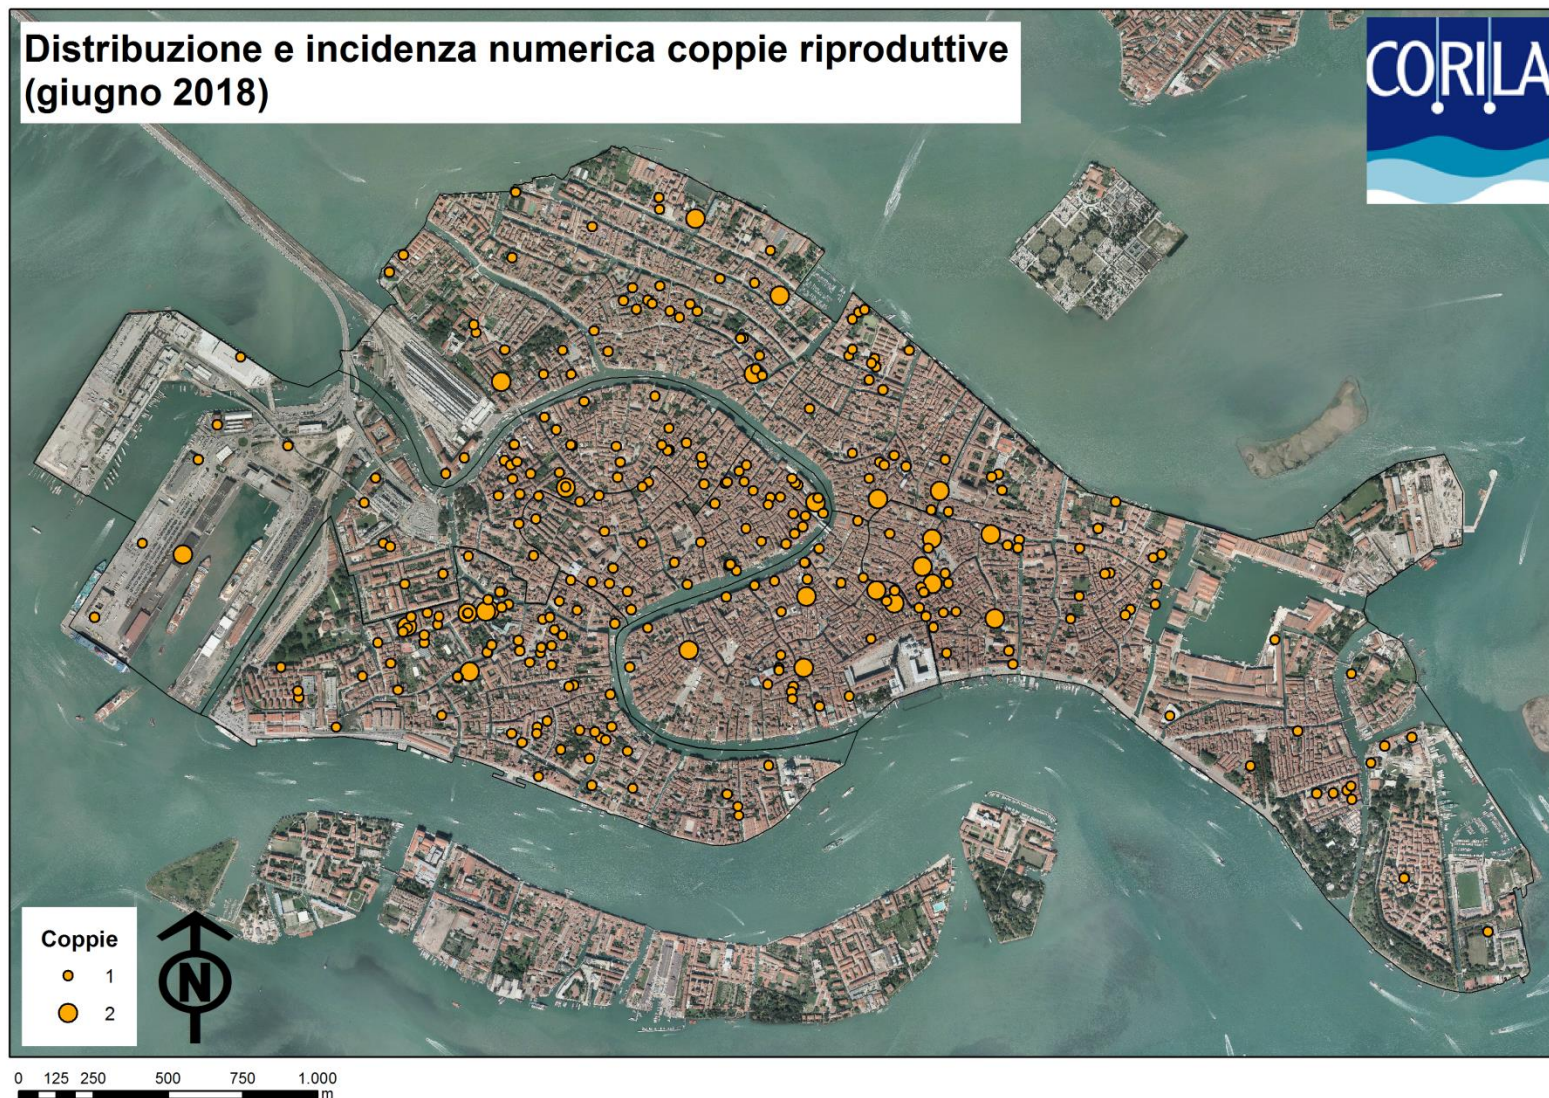 Distribuzione e incidenza numerica coppie riproduttive
(giugno 2018)
CORILA
Coppie
1
2
N
0 125 250 500 750 1.000
m